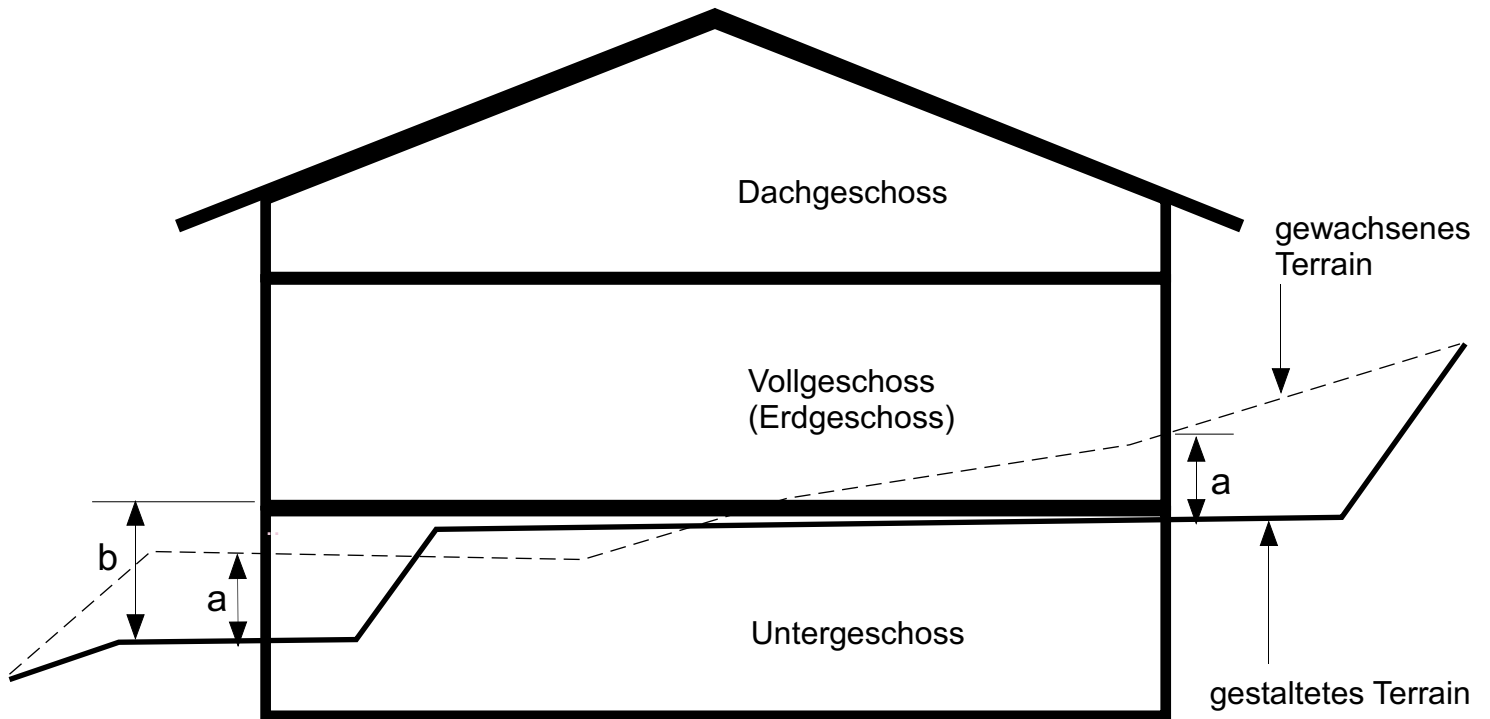 Dachgeschoss
gewachsenes
Terrain
Vollgeschoss
(Erdgeschoss)
a
b
a
Untergeschoss
gestaltetes Terrain